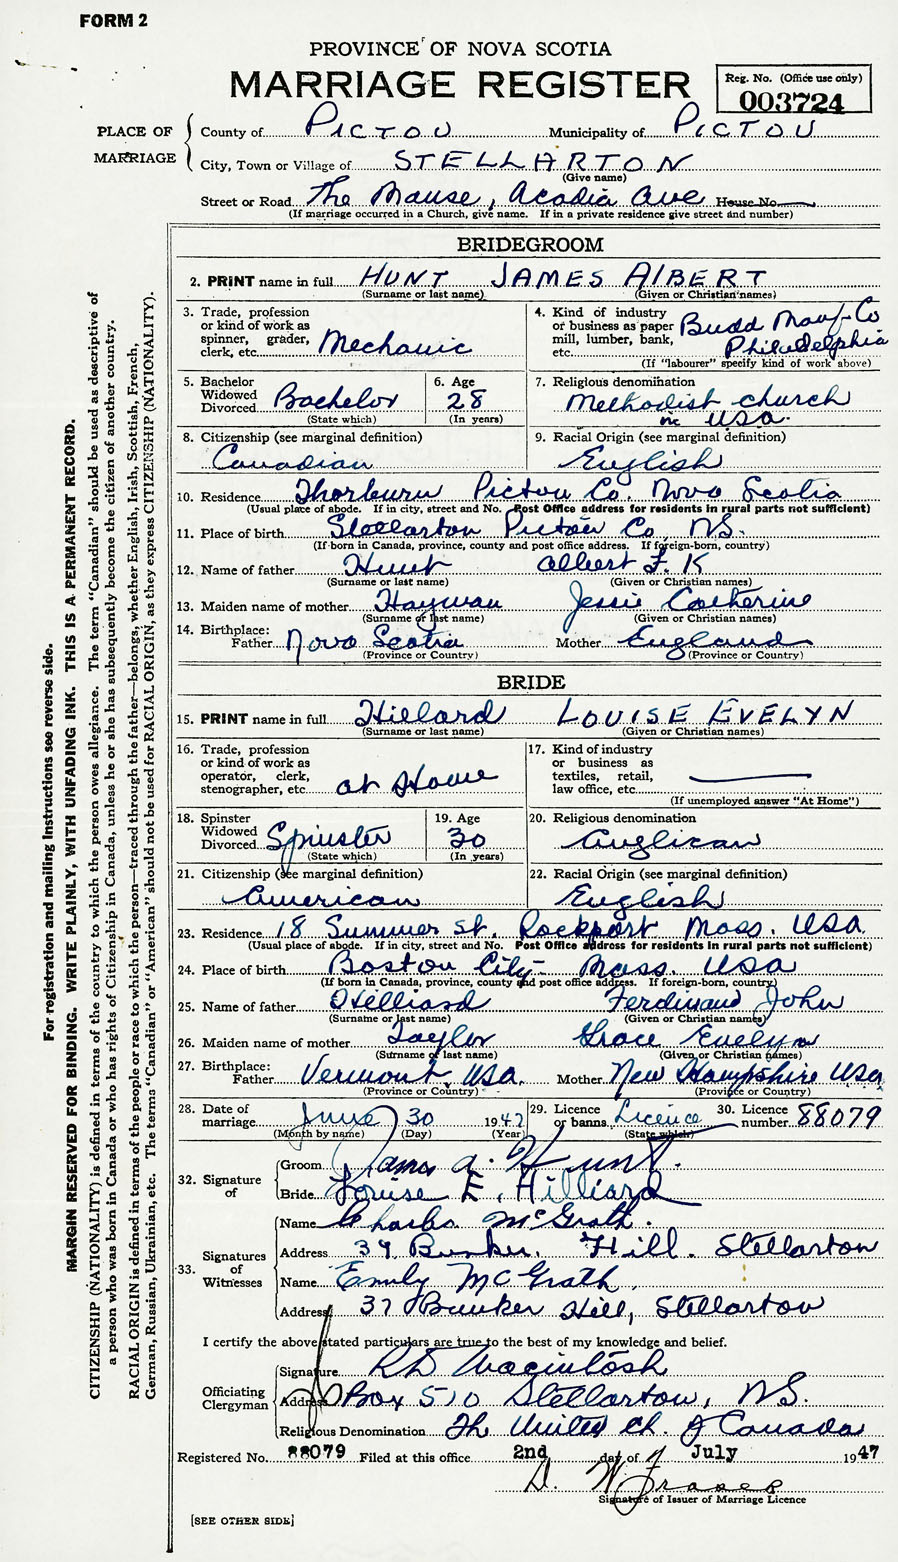 FORM 2
PROVINCE OF NOVA SCOTIA
MARRIAGE REGISTER
Reg. No. (Office use only)
003724
PLACE OF MARRIAGE
County of PICTOU Municipality of PICTOU
City, Town or Village of STELLARTON
(Give name)
Street or Road The Manse, Acadia Ave House No.
(If marriage occurred in a Church, give name. If in a private residence give street and number)
BRIDEGROOM
2. PRINT name in full HUNT JAMES ALBERT
(Surname or last name) (Given or Christian names)
3. Trade, profession or kind of work as spinner, grader, clerk, etc. Mechanic
4. Kind of industry or business as paper mill, lumber, bank, etc. Budd Manf. Co Philadelphia
(If "labourer" specify kind of work above)
5. Bachelor Widowed Divorced Bachelor
(State which)
6. Age 28
(In years)
7. Religious denomination Methodist church in USA.
8. Citizenship (see marginal definition) Canadian
9. Racial Origin (see marginal definition) English
10. Residence Thorburn Pictou Co. Nova Scotia
(Usual place of abode. If in city, street and No. Post Office address for residents in rural parts not sufficient)
11. Place of birth Stellarton Pictou Co. N.S.
(If born in Canada, province, county and post office address. If foreign-born, country)
12. Name of father Hunt Albert F. K
(Surname or last name) (Given or Christian names)
13. Maiden name of mother Hayman Jessie Catherine
(Surname or last name) (Given or Christian names)
14. Birthplace: Father Nova Scotia Mother England
(Province or Country) (Province or Country)
BRIDE
15. PRINT name in full Hillard LOUISE EVELYN
(Surname or last name) (Given or Christian names)
16. Trade, profession or kind of work as operator, clerk, stenographer, etc. at Home
17. Kind of industry or business as textiles, retail, law office, etc.
(If unemployed answer "At Home")
18. Spinster Widowed Divorced Spinster
(State which)
19. Age 30
(In years)
20. Religious denomination Anglican
21. Citizenship (see marginal definition) American
22. Racial Origin (see marginal definition) English
23. Residence 18 Summer St. Rockport Mass. USA
(Usual place of abode. If in city, street and No. Post Office address for residents in rural parts not sufficient)
24. Place of birth Boston City - Mass. USA
(If born in Canada, province, county and post office address. If foreign-born, country)
25. Name of father Hilliard Ferdinand John
(Surname or last name) (Given or Christian names)
26. Maiden name of mother Taylor Grace Evelyn
(Surname or last name) (Given or Christian names)
27. Birthplace: Father Vermont USA. Mother New Hampshire USA
(Province or Country) (Province or Country)
28. Date of marriage June 30 1947
(Month by name) (Day) (Year)
29. Licence or banns Licence
(State which)
30. Licence number 88079
32. Signature of
Groom James A. Hunt.
Bride Louise E. Hilliard
33. Signatures of Witnesses
Name Charles McGrath.
Address 37 Bunker. Hill. Stellarton
Name Emily McGrath.
Address 37 Bunker Hill, Stellarton
I certify the above stated particulars are true to the best of my knowledge and belief.
Officiating Clergyman
Signature Macintosh
Address Box 510 Stellarton, N.S.
Religious Denomination The United Ch. of Canada
Registered No. 88079 Filed at this office 2nd day of July 1947
D. W Fraser
Signature of Issuer of Marriage Licence
[SEE OTHER SIDE]
For registration and mailing instructions see reverse side.
MARGIN RESERVED FOR BINDING. WRITE PLAINLY, WITH UNFADING INK. THIS IS A PERMANENT RECORD.
CITIZENSHIP (NATIONALITY) is defined in terms of the country to which the person owes allegiance. The term "Canadian" should be used as descriptive of
a person who was born in Canada or who has rights of Citizenship in Canada, unless he or she has subsequently become the citizen of another country.
RACIAL ORIGIN is defined in terms of the people or race to which the person—traced through the father—belongs, whether English, Irish, Scottish, French,
German, Russian, Ukrainian, etc. The terms "Canadian" or "American" should not be used for RACIAL ORIGIN, as they express CITIZENSHIP (NATIONALITY).